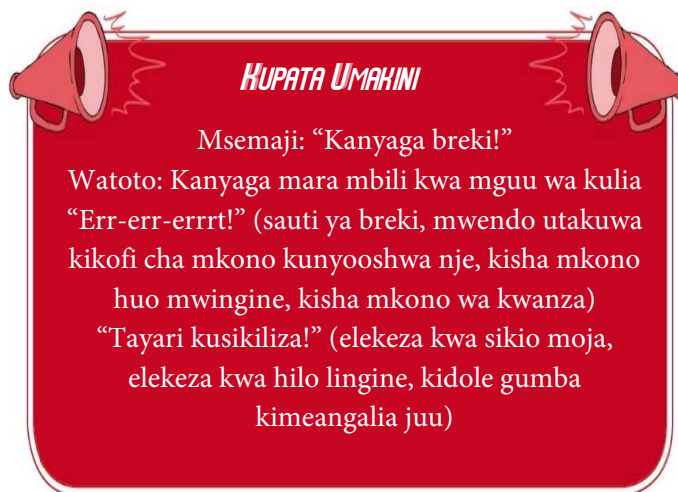 KUPATA UMAKINI
Msemaji: “Kanyaga breki!”
Watoto: Kanyaga mara mbili kwa mguu wa kulia
“Err-err-errrt!” (sauti ya breki, mwendo utakuwa
kikofi cha mkono kunyooshwa nje, kisha mkono
huo mwingine, kisha mkono wa kwanza)
“Tayari kusikiliza!” (elekeza kwa sikio moja,
elekeza kwa hilo lingine, kidole gumba
kimeangalia juu)